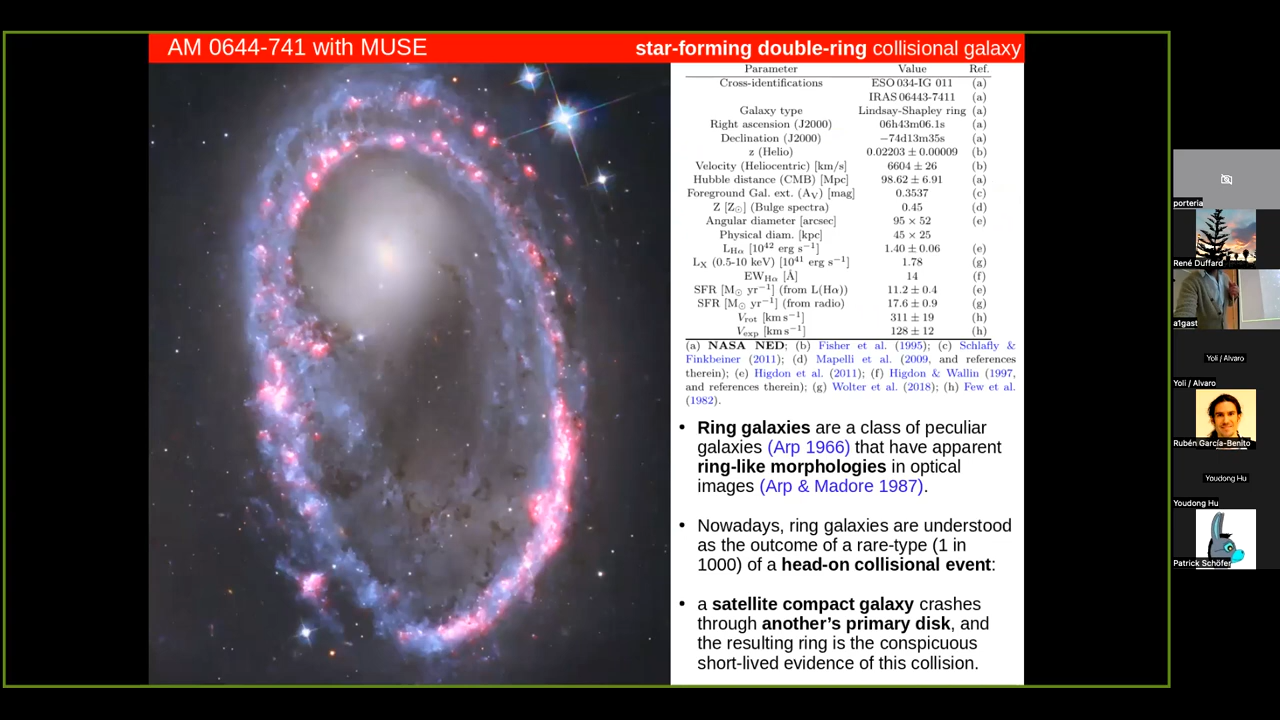 AM 0644-741 with MUSE
star-forming double-ring collisional galaxy
Parameter Value Ref.
Cross-identifications ESO 034-IG 011 (a)
IRAS 06443-7411 (a)
Galaxy type Lindsay-Shapley ring (a)
Right ascension (J2000) 06h43m06.1s (a)
Declination (J2000) −74d13m35s (a)
z (Helio) 0.02203 ± 0.00009 (b)
Velocity (Heliocentric) [km/s] 6604 ± 26 (b)
Hubble distance (CMB) [Mpc] 98.62 ± 6.91 (a)
Foreground Gal. ext. (A_V) [mag] 0.3537 (c)
Z [Z⊙] (Bulge spectra) 0.45 (d)
Angular diameter [arcsec] 95 × 52 (e)
Physical diam. [kpc] 45 × 25
L_Hα [10^42 erg s^−1] 1.40 ± 0.06 (e)
L_X (0.5-10 keV) [10^41 erg s^−1] 1.78 (g)
EW_Hα [Å] 14 (f)
SFR [M⊙ yr^−1] (from L(Hα)) 11.2 ± 0.4 (e)
SFR [M⊙ yr^−1] (from radio) 17.6 ± 0.9 (g)
V_rot [km s^−1] 311 ± 19 (h)
V_exp [km s^−1] 128 ± 12 (h)
(a) NASA NED; (b) Fisher et al. (1995); (c) Schlafly &
Finkbeiner (2011); (d) Mapelli et al. (2009, and references
therein); (e) Higdon et al. (2011); (f) Higdon & Wallin (1997,
and references therein); (g) Wolter et al. (2018); (h) Few et al.
(1982).
• Ring galaxies are a class of peculiar
galaxies (Arp 1966) that have apparent
ring-like morphologies in optical
images (Arp & Madore 1987).
• Nowadays, ring galaxies are understood
as the outcome of a rare-type (1 in
1000) of a head-on collisional event:
• a satellite compact galaxy crashes
through another's primary disk, and
the resulting ring is the conspicuous
short-lived evidence of this collision.
porteria
René Duffard
a1gast
Yoli / Alvaro
Yoli / Alvaro
Rubén García-Benito
Youdong Hu
Youdong Hu
Patrick Schöfer